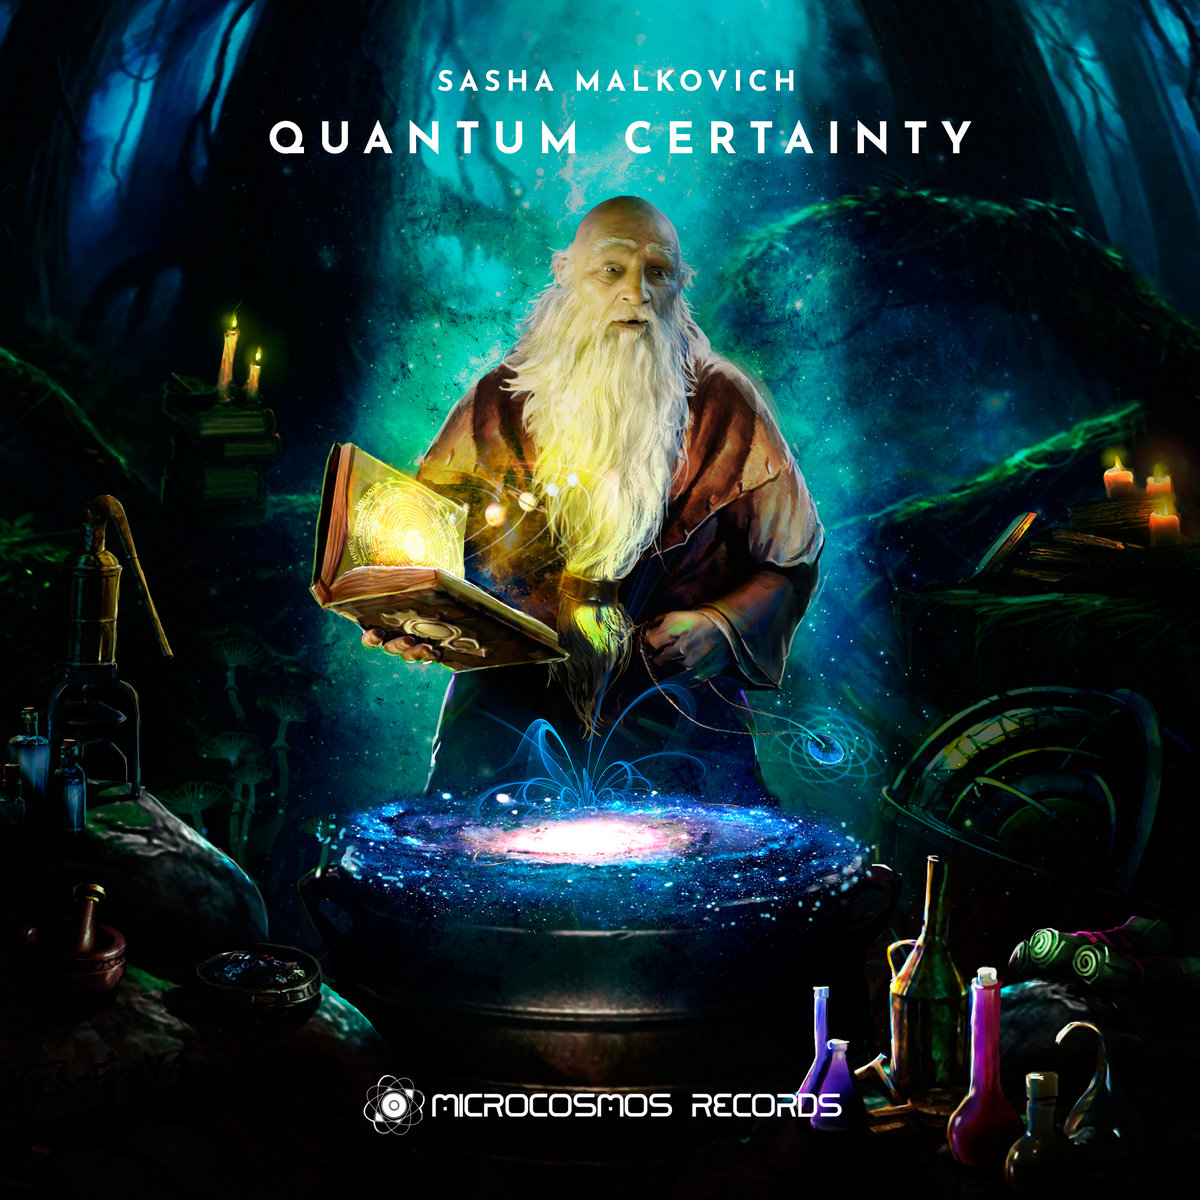 SASHA MALKOVICH
QUANTUM CERTAINTY
MICROCOSMOS RECORDS